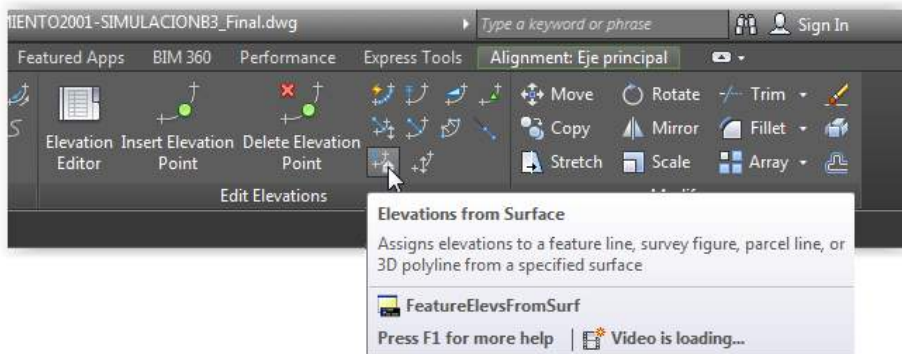 MIENTO2001-SIMULACIONB3_Final.dwg
Type a keyword or phrase
Sign In
Featured Apps BIM 360 Performance Express Tools Alignment: Eje principal
Elevation Editor
Insert Elevation Point
Delete Elevation Point
Move Rotate Trim
Copy Mirror Fillet
Stretch Scale Array
Edit Elevations
Elevations from Surface
Assigns elevations to a feature line, survey figure, parcel line, or
3D polyline from a specified surface
FeatureElevsFromSurf
Press F1 for more help Video is loading...